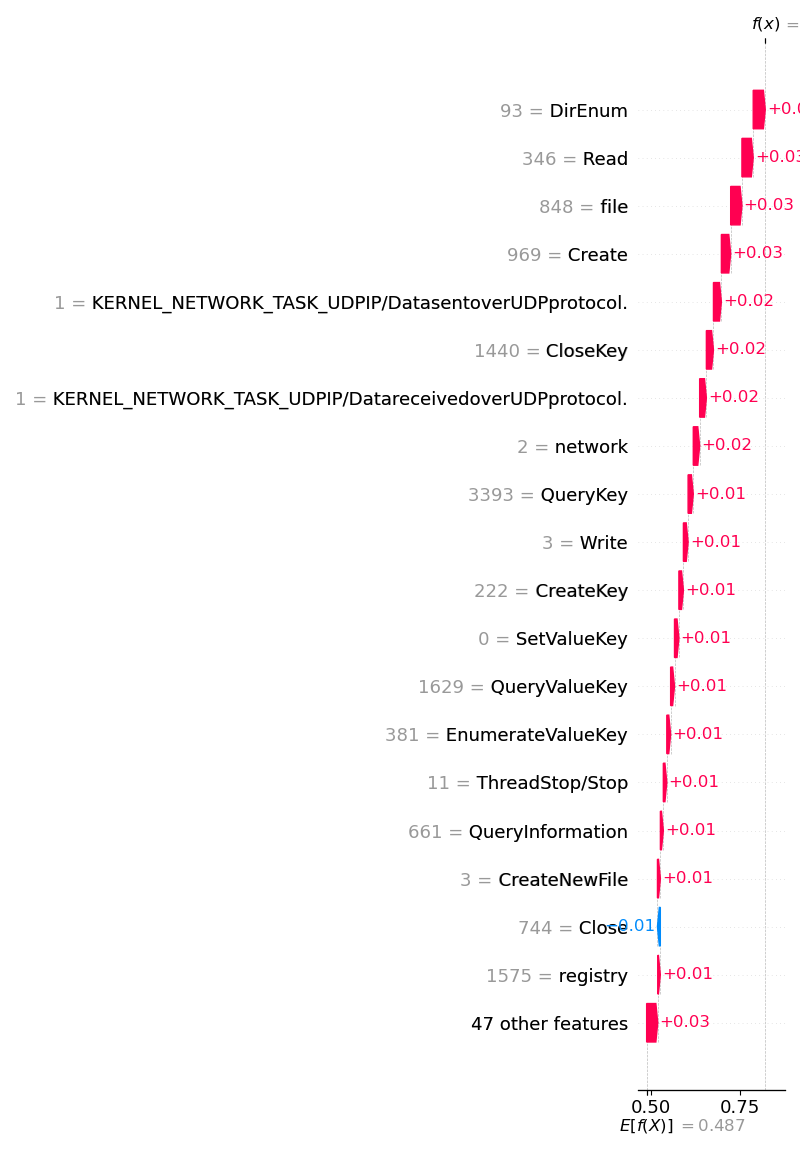 f(x) =
93 = DirEnum +0.0
346 = Read +0.03
848 = file +0.03
969 = Create +0.03
1 = KERNEL_NETWORK_TASK_UDPIP/DatasentoverUDPprotocol. +0.02
1440 = CloseKey +0.02
1 = KERNEL_NETWORK_TASK_UDPIP/DatareceivedoverUDPprotocol. +0.02
2 = network +0.02
3393 = QueryKey +0.01
3 = Write +0.01
222 = CreateKey +0.01
0 = SetValueKey +0.01
1629 = QueryValueKey +0.01
381 = EnumerateValueKey +0.01
11 = ThreadStop/Stop +0.01
661 = QueryInformation +0.01
3 = CreateNewFile +0.01
744 = Close −0.01
1575 = registry +0.01
47 other features +0.03
0.50 0.75
E[f(X)] = 0.487